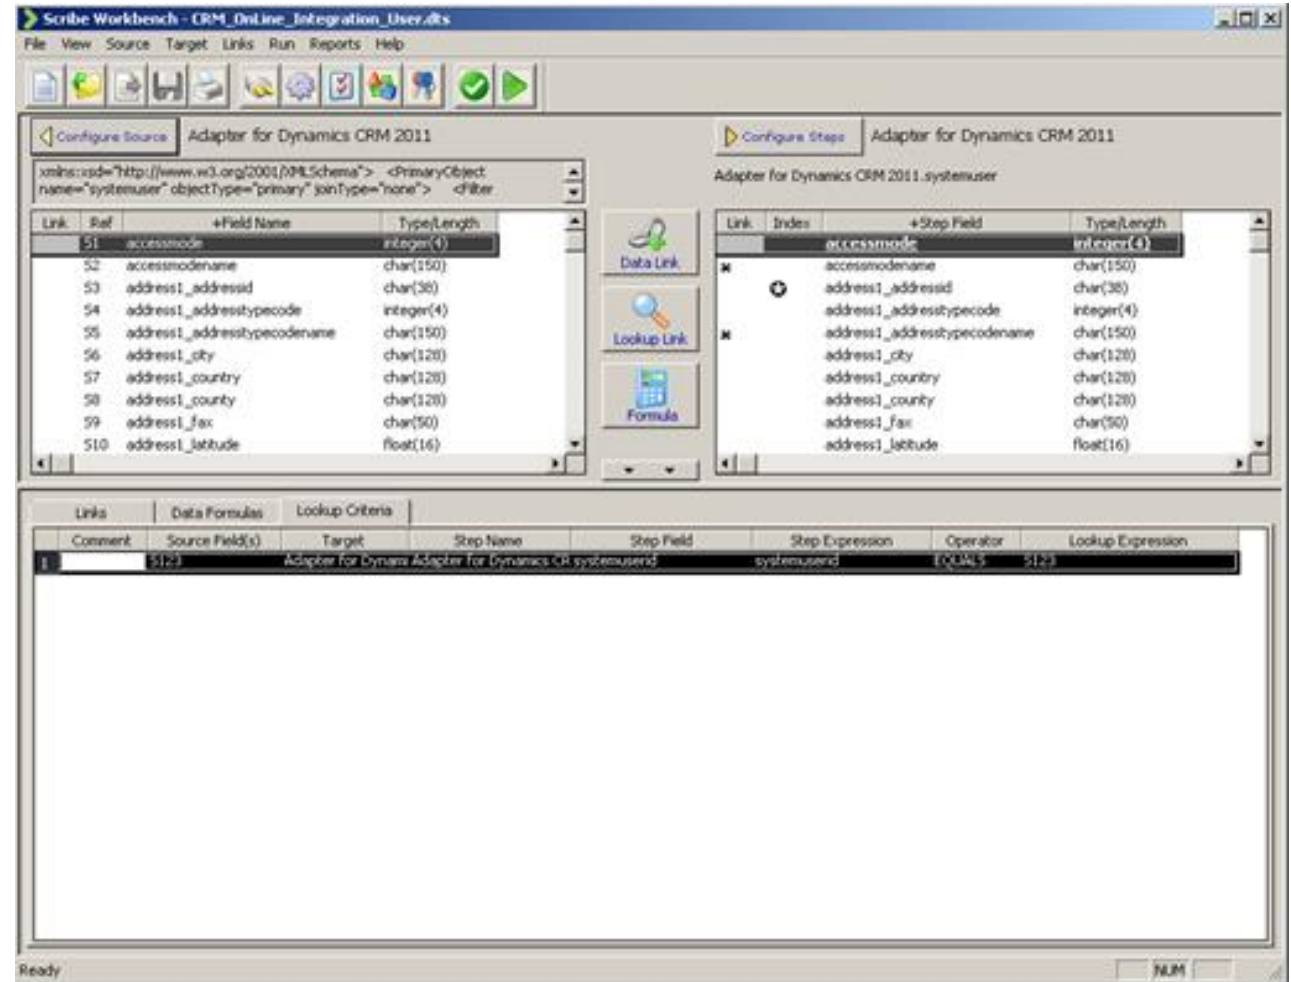 Scribe Workbench - CRM_OnLine_Integration_User.dts
File View Source Target Links Run Reports Help
Configure Source Adapter for Dynamics CRM 2011
xmlns:xsd="http://www.w3.org/2001/XMLSchema"> <PrimaryObject
name="systemuser" objectType="primary" joinType="none"> <Filter
Link Ref +Field Name Type/Length
S1 accessmode integer(4)
S2 accessmodename char(150)
S3 address1_addressid char(38)
S4 address1_addresstypecode integer(4)
S5 address1_addresstypecodename char(150)
S6 address1_city char(128)
S7 address1_country char(128)
S8 address1_county char(128)
S9 address1_fax char(50)
S10 address1_latitude float(16)
Data Link
Lookup Link
Formula
Configure Steps Adapter for Dynamics CRM 2011
Adapter for Dynamics CRM 2011.systemuser
Link Index +Step Field Type/Length
accessmode integer(4)
accessmodename char(150)
address1_addressid char(38)
address1_addresstypecode integer(4)
address1_addresstypecodename char(150)
address1_city char(128)
address1_country char(128)
address1_county char(128)
address1_fax char(50)
address1_latitude float(16)
Links Data Formulas Lookup Criteria
Comment Source Field(s) Target Step Name Step Field Step Expression Operator Lookup Expression
1 S123 Adapter for Dynami Adapter for Dynamics CR systemuserid systemuserid EQUALS S123
Ready NUM